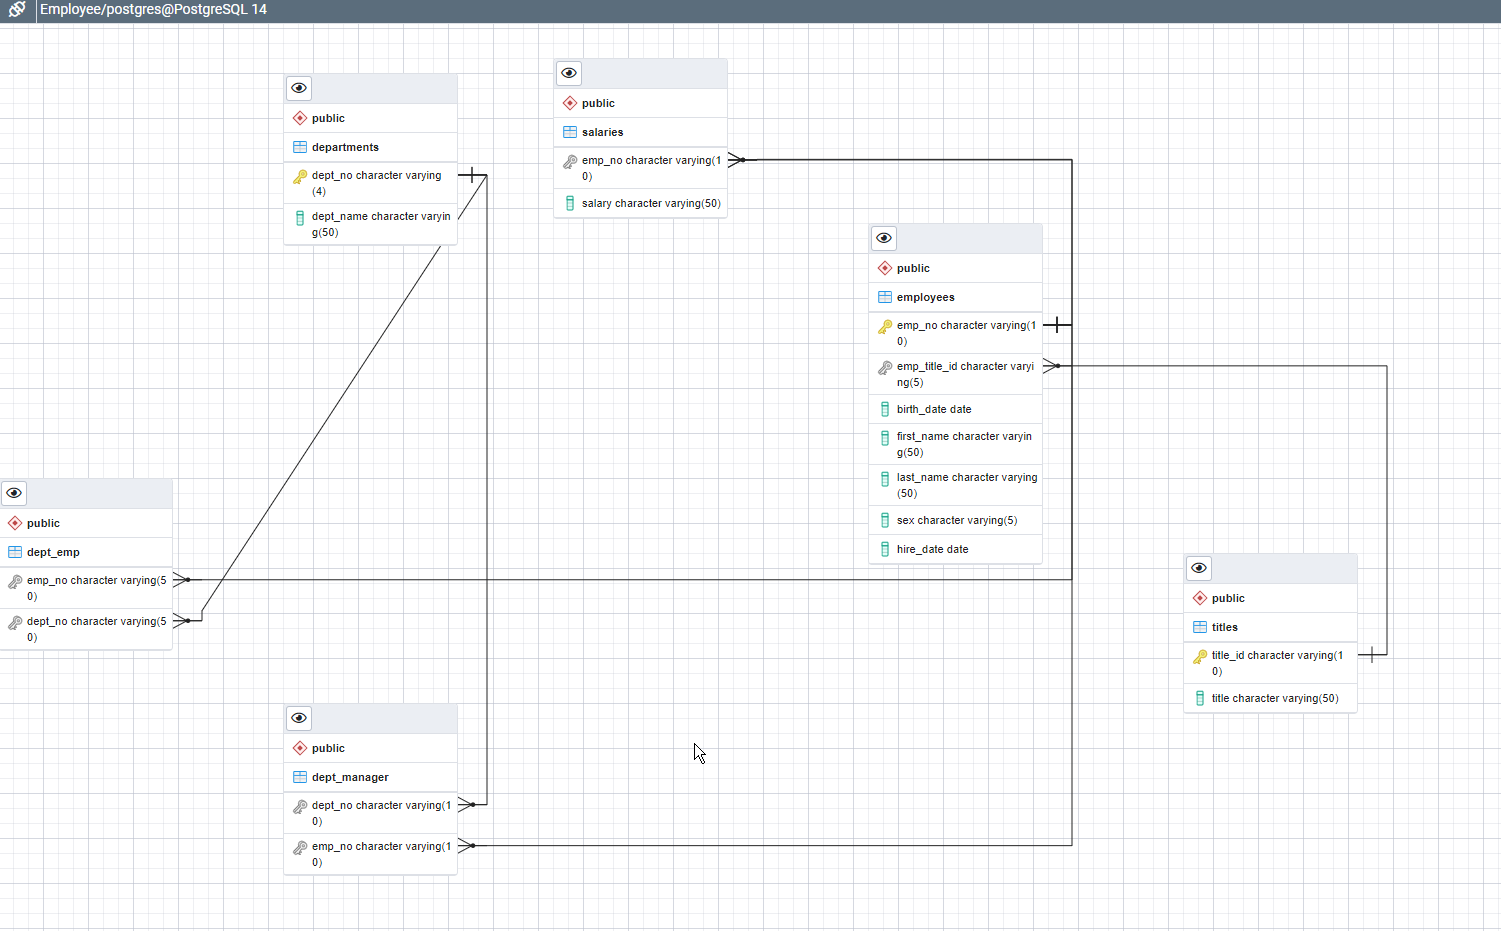 Employee/postgres@PostgreSQL 14
public
departments
dept_no character varying
(4)
dept_name character varyin
g(50)
public
salaries
emp_no character varying(1
0)
salary character varying(50)
public
employees
emp_no character varying(1
0)
emp_title_id character varyi
ng(5)
birth_date date
first_name character varyin
g(50)
last_name character varying
(50)
sex character varying(5)
hire_date date
public
dept_emp
emp_no character varying(5
0)
dept_no character varying(5
0)
public
titles
title_id character varying(1
0)
title character varying(50)
public
dept_manager
dept_no character varying(1
0)
emp_no character varying(1
0)